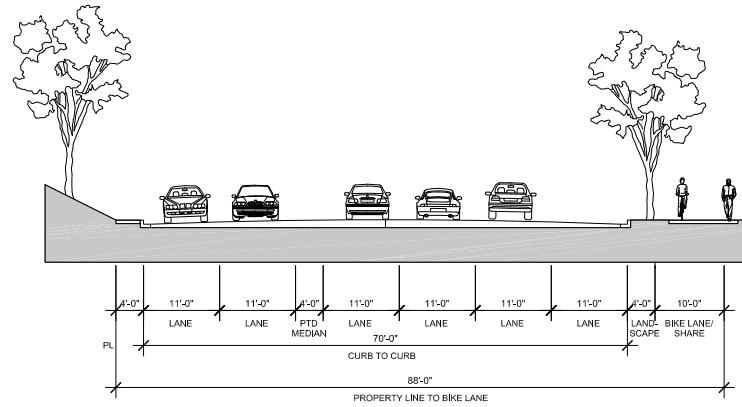 4'-0" 11'-0" 11'-0" 4'-0" 11'-0" 11'-0" 11'-0" 11'-0" 4'-0" 10'-0"
LANE LANE PTD LANE LANE LANE LANE LAND- BIKE LANE/
MEDIAN SCAPE SHARE
PL 70'-0"
CURB TO CURB
88'-0"
PROPERTY LINE TO BIKE LANE